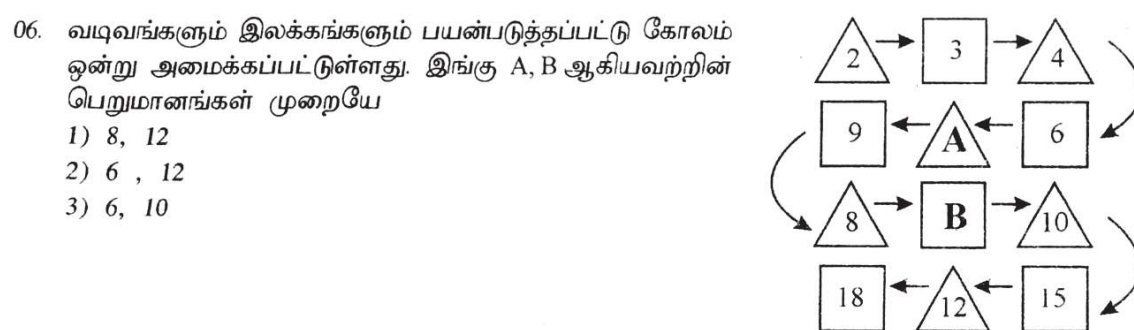 06. வடிவங்களும் இலக்கங்களும் பயன்படுத்தப்பட்டு கோலம்
ஒன்று அமைக்கப்பட்டுள்ளது. இங்கு A, B ஆகியவற்றின்
பெறுமானங்கள் முறையே
1) 8, 12
2) 6 , 12
3) 6, 10
2 3 4
9 A 6
8 B 10
18 12 15